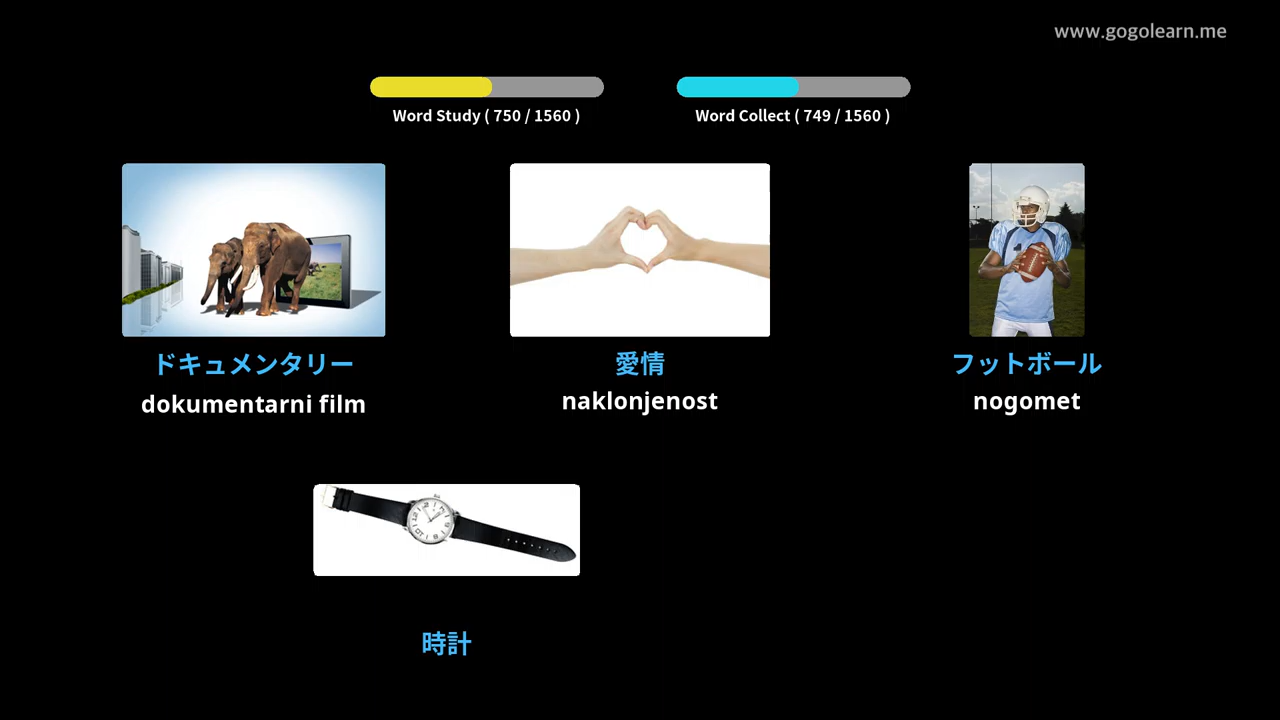 www.gogolearn.me
Word Study ( 750 / 1560 )
Word Collect ( 749 / 1560 )
ドキュメンタリー
dokumentarni film
愛情
naklonjenost
フットボール
nogomet
時計